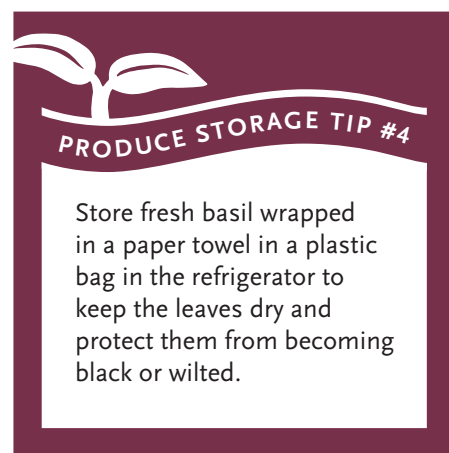 PRODUCE STORAGE TIP #4
Store fresh basil wrapped
in a paper towel in a plastic
bag in the refrigerator to
keep the leaves dry and
protect them from becoming
black or wilted.